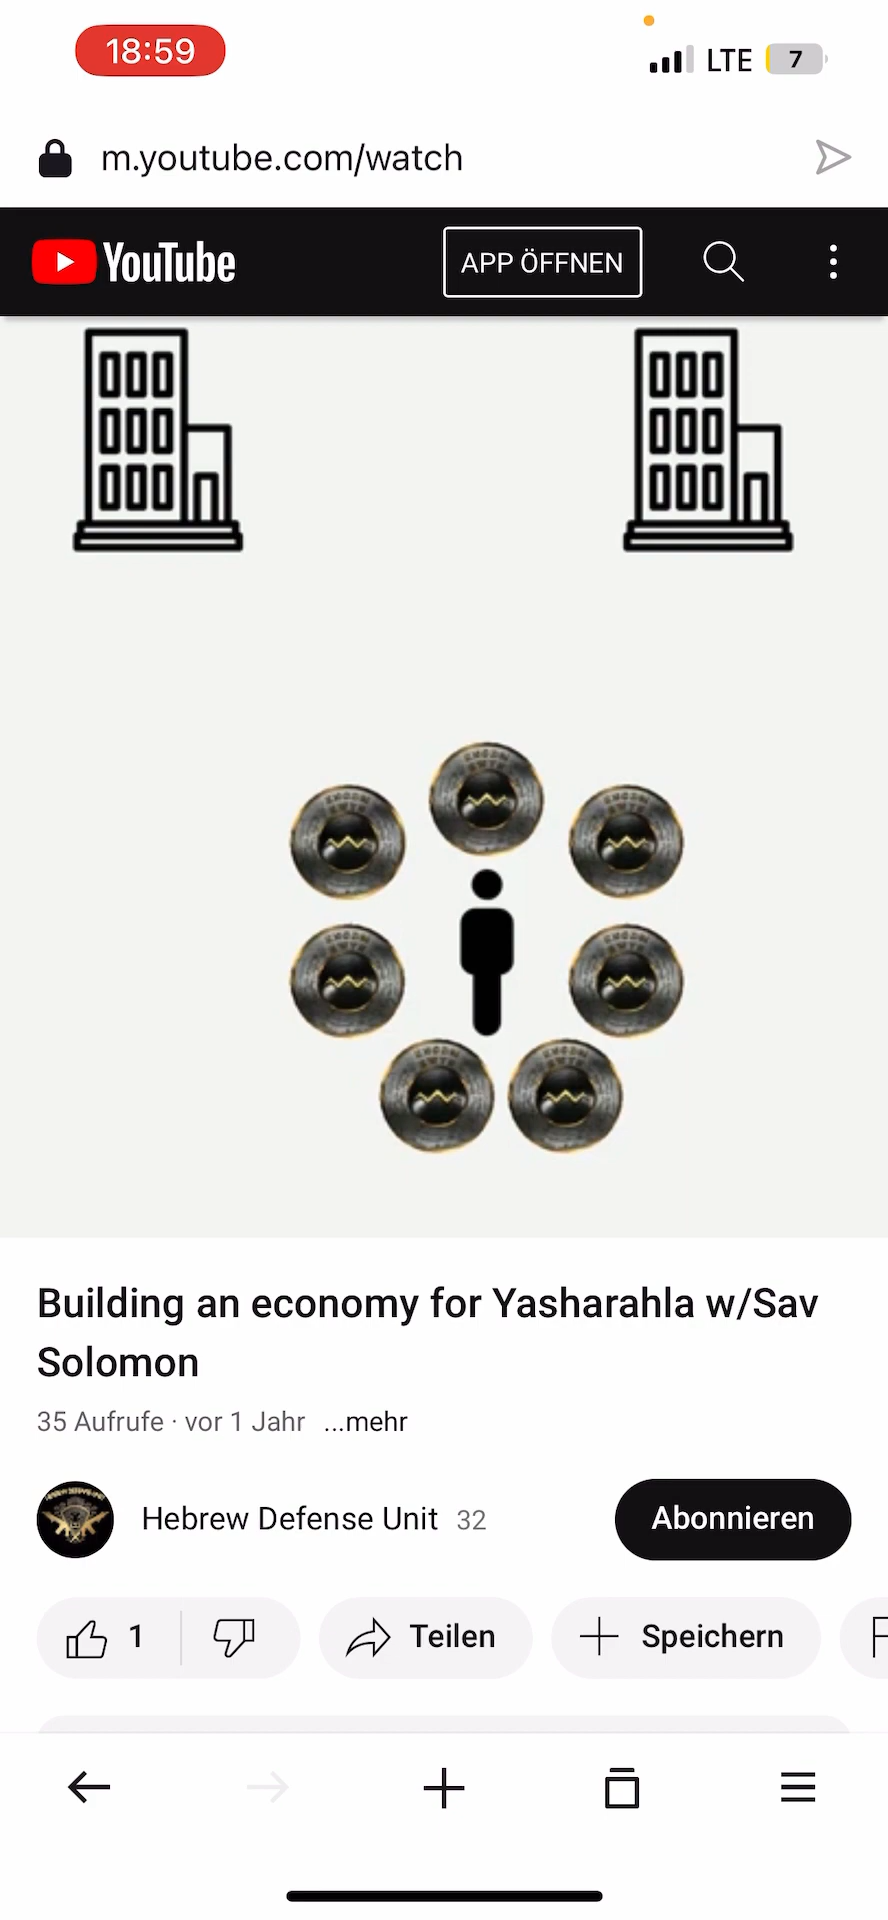 18:59
LTE 7
m.youtube.com/watch
YouTube
APP ÖFFNEN
Building an economy for Yasharahla w/Sav
Solomon
35 Aufrufe · vor 1 Jahr ...mehr
Hebrew Defense Unit 32
Abonnieren
1
Teilen
Speichern